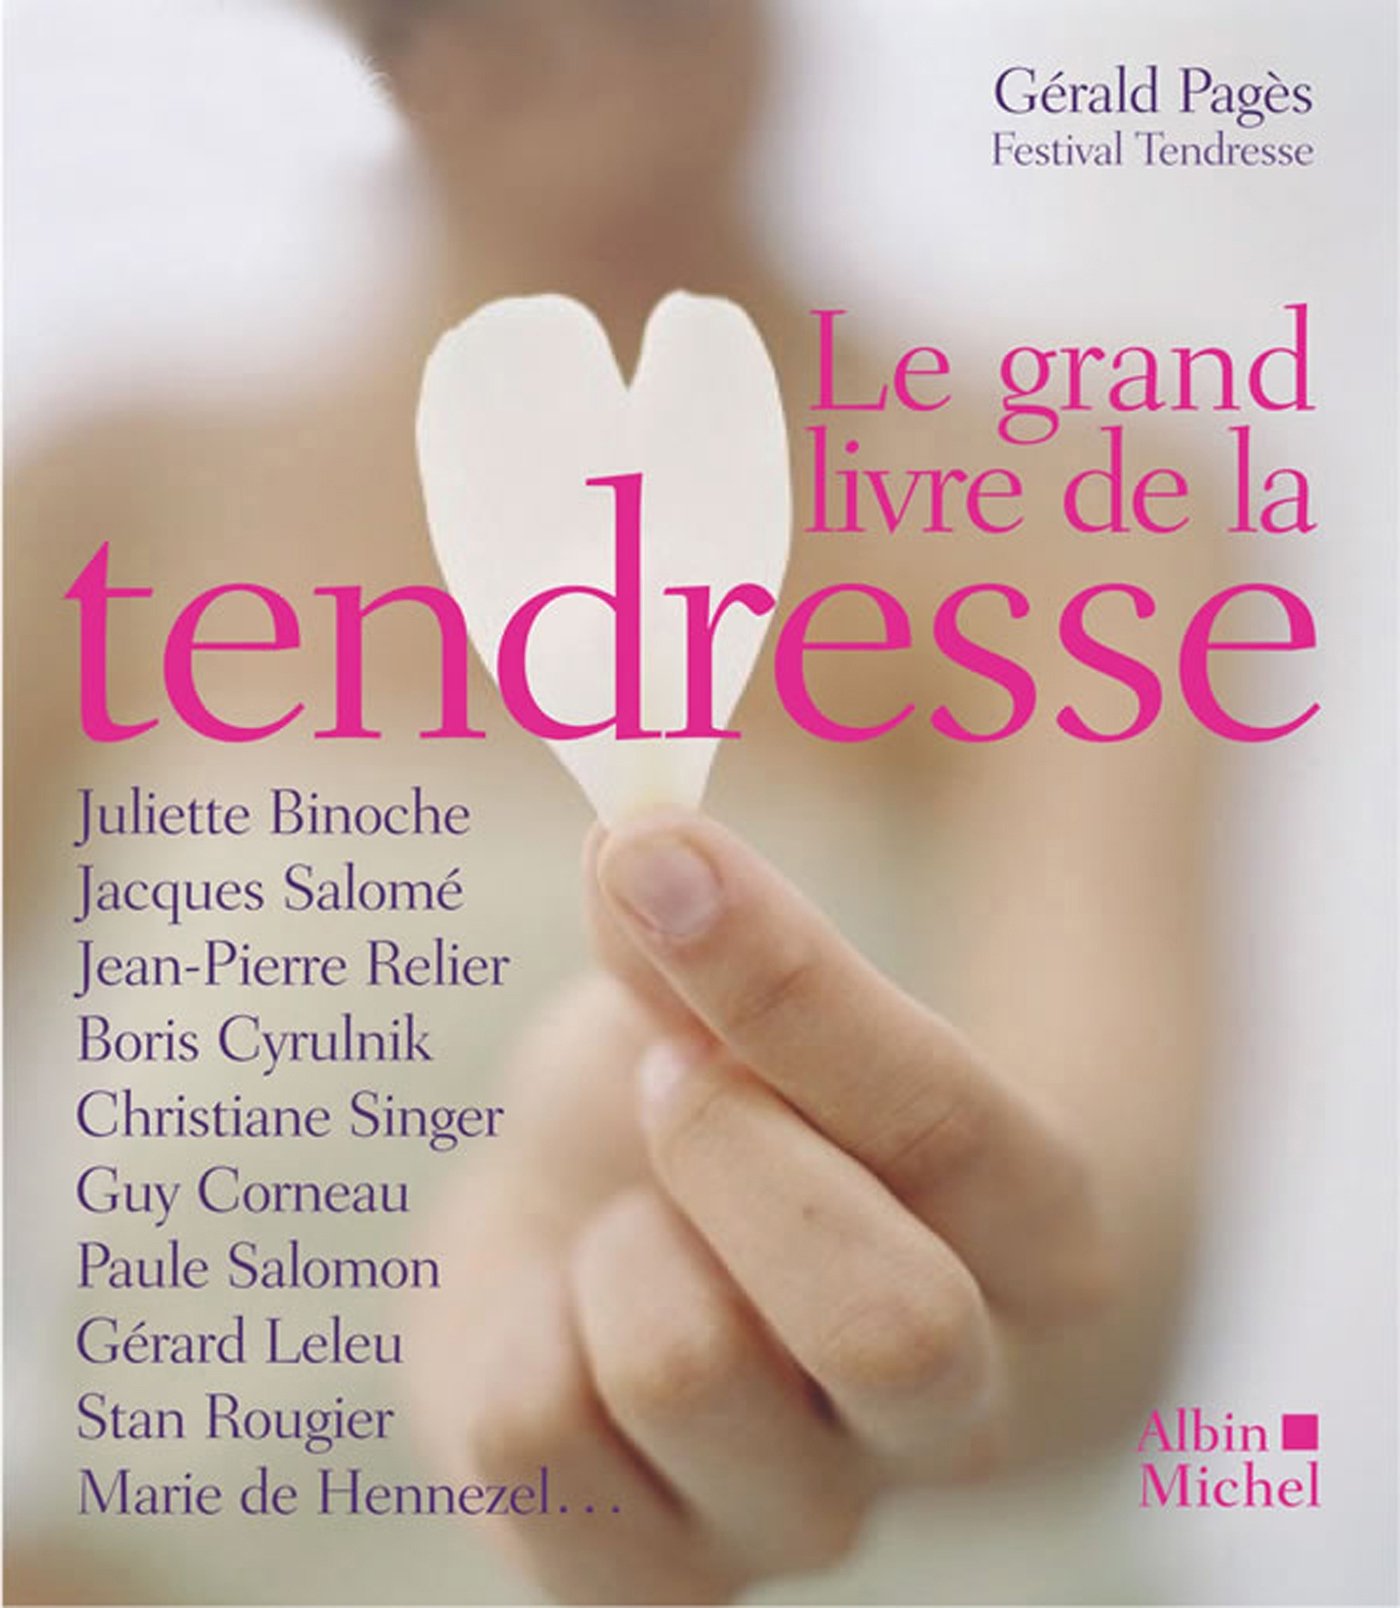 Gérald Pagès
Festival Tendresse
Le grand
livre de la
tendresse
Juliette Binoche
Jacques Salomé
Jean-Pierre Relier
Boris Cyrulnik
Christiane Singer
Guy Corneau
Paule Salomon
Gérard Leleu
Stan Rougier
Marie de Hennezel...
Albin
Michel